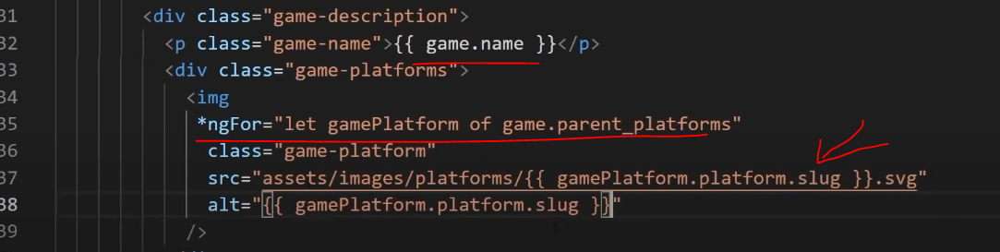 31 <div class="game-description">
32 <p class="game-name">{{ game.name }}</p>
33 <div class="game-platforms">
34 <img
35 *ngFor="let gamePlatform of game.parent_platforms"
36 class="game-platform"
37 src="assets/images/platforms/{{ gamePlatform.platform.slug }}.svg"
38 alt="{{ gamePlatform.platform.slug }}"
39 />